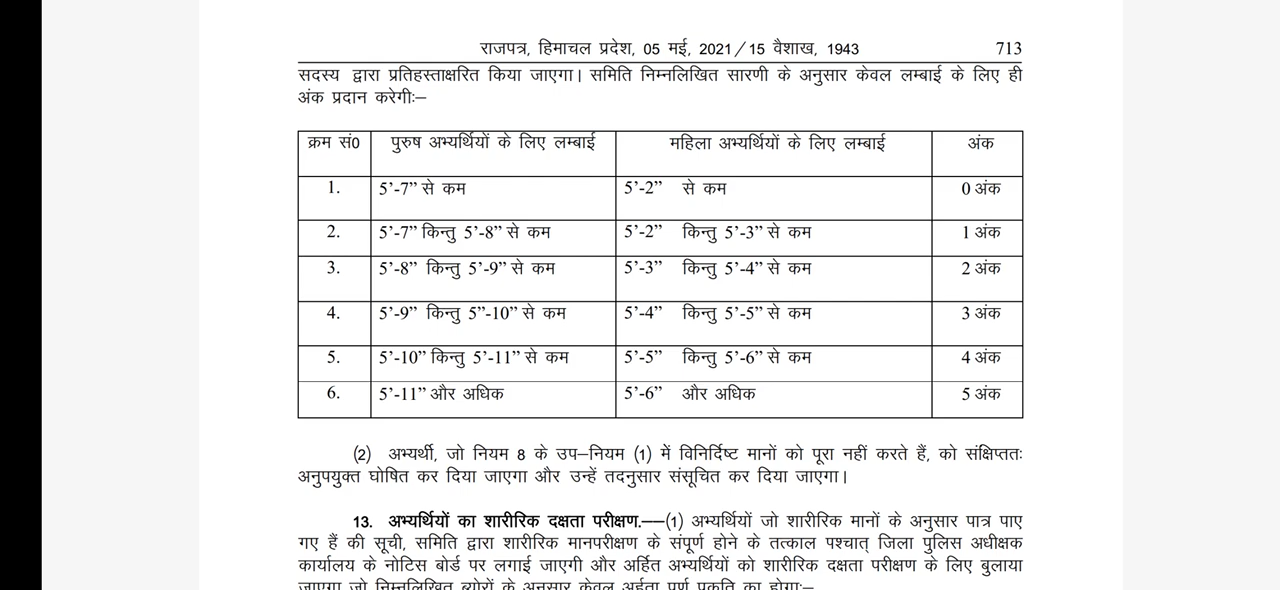 राजपत्र, हिमाचल प्रदेश, 05 मई, 2021/15 वैशाख, 1943 713
सदस्य द्वारा प्रतिहस्ताक्षरित किया जाएगा। समिति निम्नलिखित सारणी के अनुसार केवल लम्बाई के लिए ही
अंक प्रदान करेगीः–
क्रम सं0 पुरुष अभ्यर्थियों के लिए लम्बाई महिला अभ्यर्थियों के लिए लम्बाई अंक
1. 5’-7” से कम 5’-2” से कम 0 अंक
2. 5’-7” किन्तु 5’-8” से कम 5’-2” किन्तु 5’-3” से कम 1 अंक
3. 5’-8” किन्तु 5’-9” से कम 5’-3” किन्तु 5’-4” से कम 2 अंक
4. 5’-9” किन्तु 5”-10” से कम 5’-4” किन्तु 5’-5” से कम 3 अंक
5. 5’-10” किन्तु 5’-11” से कम 5’-5” किन्तु 5’-6” से कम 4 अंक
6. 5’-11” और अधिक 5’-6” और अधिक 5 अंक
(2) अभ्यर्थी, जो नियम 8 के उप–नियम (1) में विनिर्दिष्ट मानों को पूरा नहीं करते हैं, को संक्षिप्ततः
अनुपयुक्त घोषित कर दिया जाएगा और उन्हें तदनुसार संसूचित कर दिया जाएगा।
13. अभ्यर्थियों का शारीरिक दक्षता परीक्षण.––(1) अभ्यर्थियों जो शारीरिक मानों के अनुसार पात्र पाए
गए हैं की सूची, समिति द्वारा शारीरिक मानपरीक्षण के संपूर्ण होने के तत्काल पश्चात् जिला पुलिस अधीक्षक
कार्यालय के नोटिस बोर्ड पर लगाई जाएगी और अर्हित अभ्यर्थियों को शारीरिक दक्षता परीक्षण के लिए बुलाया
जाएगा जो निम्नलिखित ब्योरों के अनुसार केवल अर्हता पूर्ण प्रकृति का होगाः–